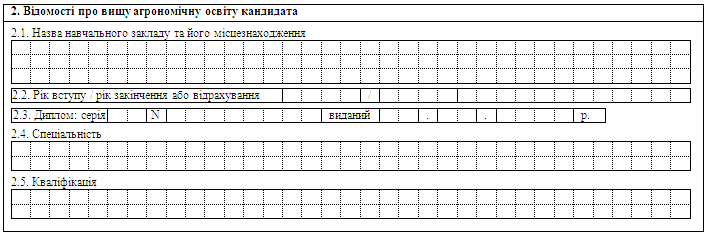 2. Відомості про вищу агрономічну освіту кандидата
2.1. Назва навчального закладу та його місцезнаходження
2.2. Рік вступу / рік закінчення або відрахування /
2.3. Диплом: серія N виданий . . р.
2.4. Спеціальність
2.5. Кваліфікація